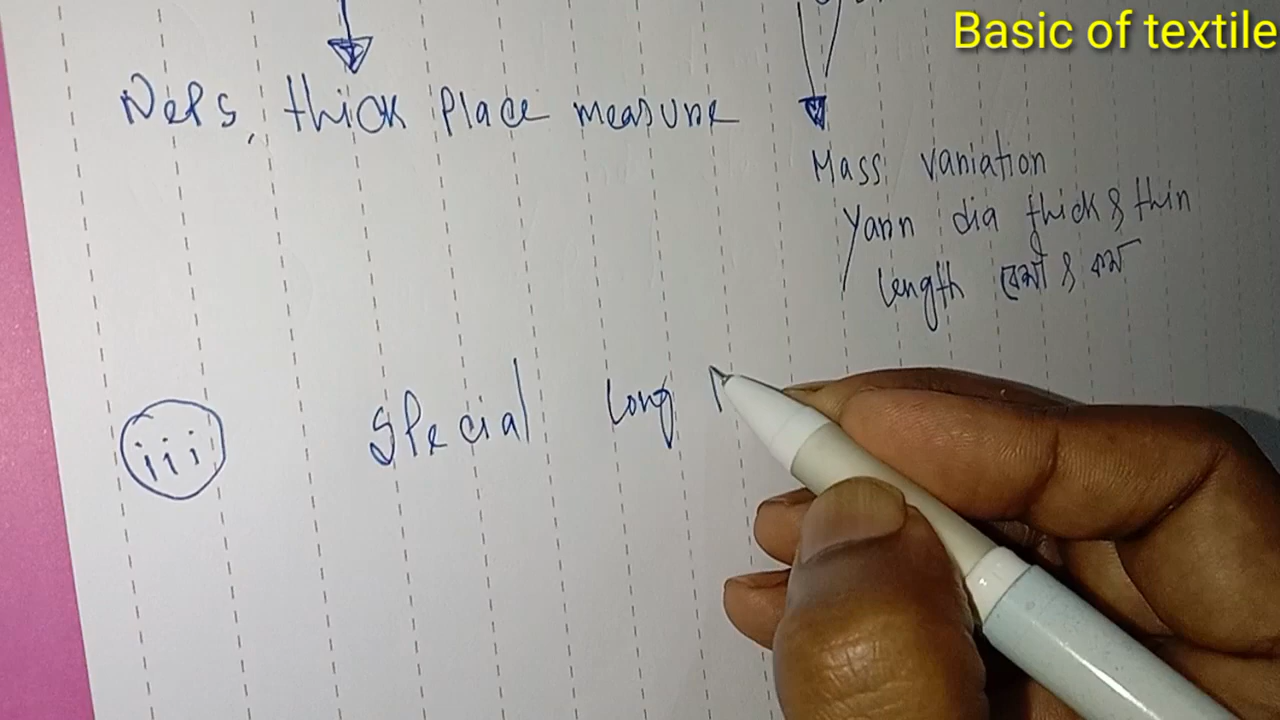 Basic of textile
Neps, thick place measure
Mass variation
Yarn dia thick & thin
length বেশী ও কম
iii Special long